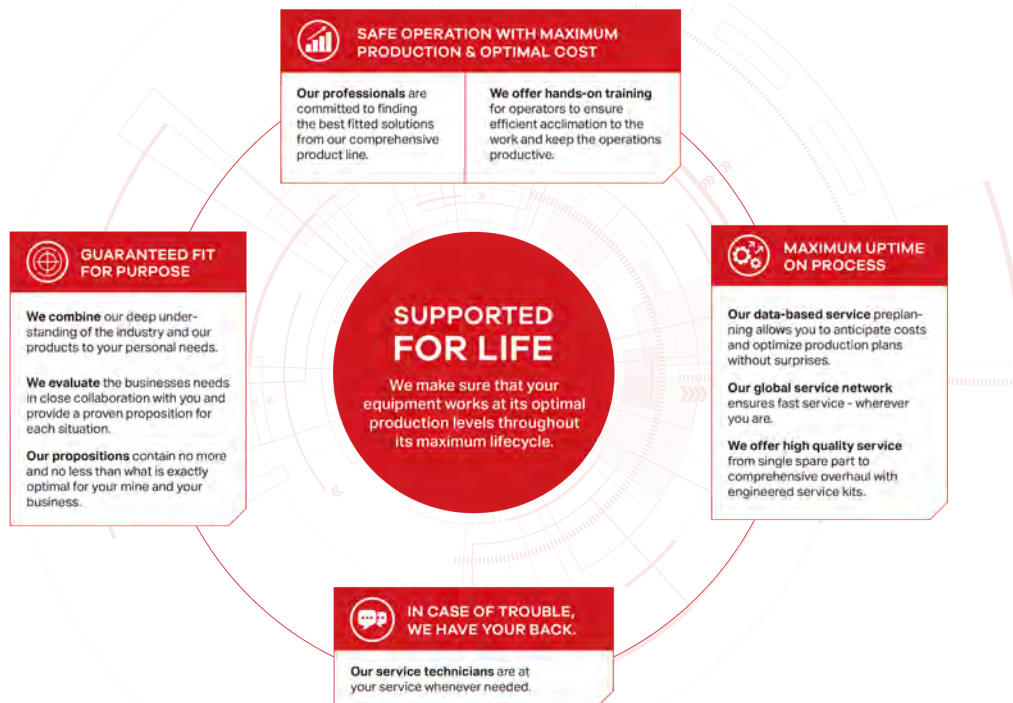 SAFE OPERATION WITH MAXIMUM
PRODUCTION & OPTIMAL COST
Our professionals are
committed to finding
the best fitted solutions
from our comprehensive
product line.
We offer hands-on training
for operators to ensure
efficient acclimation to the
work and keep the operations
productive.
GUARANTEED FIT
FOR PURPOSE
We combine our deep under-
standing of the industry and our
products to your personal needs.
We evaluate the businesses needs
in close collaboration with you and
provide a proven proposition for
each situation.
Our propositions contain no more
and no less than what is exactly
optimal for your mine and your
business.
SUPPORTED
FOR LIFE
We make sure that your
equipment works at its optimal
production levels throughout
its maximum lifecycle.
MAXIMUM UPTIME
ON PROCESS
Our data-based service preplan-
ning allows you to anticipate costs
and optimize production plans
without surprises.
Our global service network
ensures fast service - wherever
you are.
We offer high quality service
from single spare part to
comprehensive overhaul with
engineered service kits.
IN CASE OF TROUBLE,
WE HAVE YOUR BACK.
Our service technicians are at
your service whenever needed.